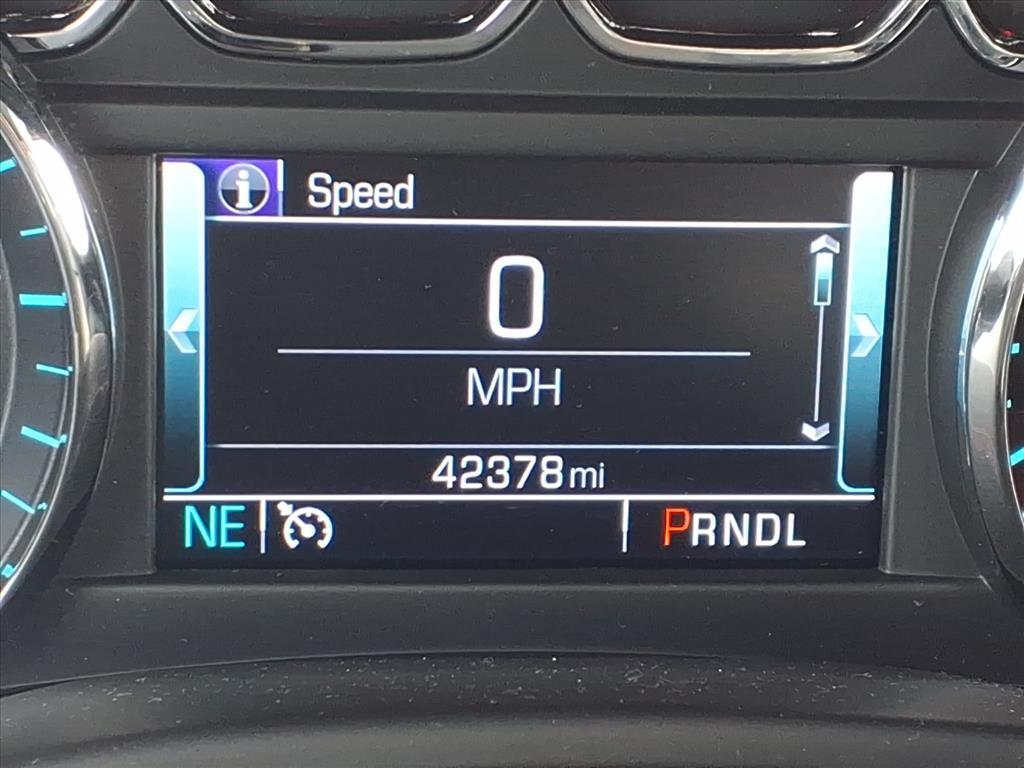 Speed
0
MPH
42378 mi
NE PRNDL